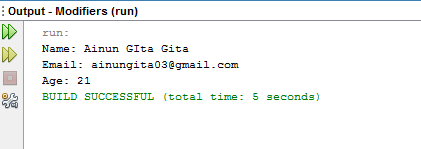 Output - Modifiers (run)
run:
Name: Ainun GIta Gita
Email: ainungita03@gmail.com
Age: 21
BUILD SUCCESSFUL (total time: 5 seconds)